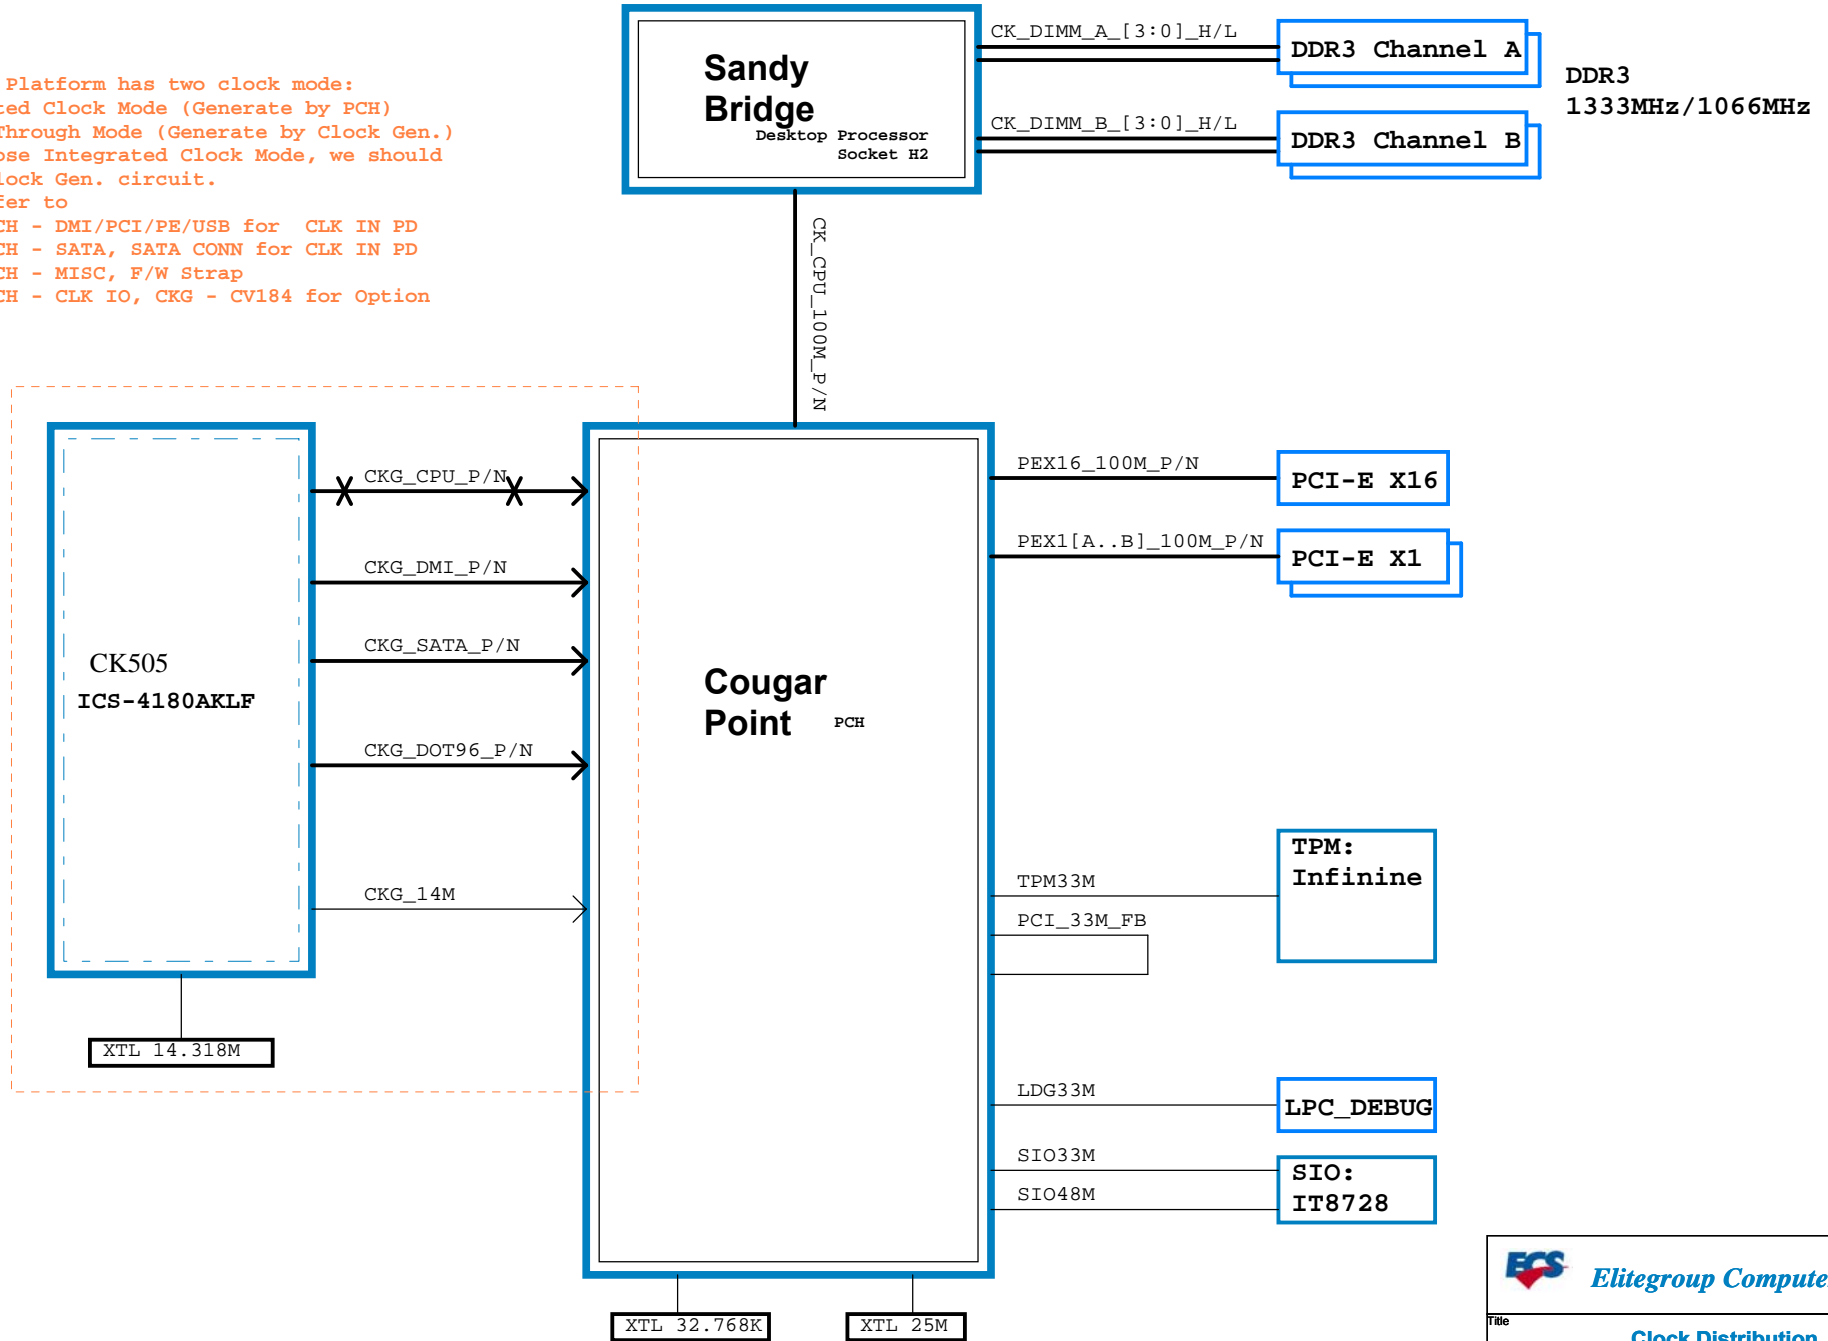 Platform has two clock mode:
ted Clock Mode (Generate by PCH)
Through Mode (Generate by Clock Gen.)
ose Integrated Clock Mode, we should
lock Gen. circuit.
fer to
CH - DMI/PCI/PE/USB for  CLK IN PD
CH - SATA, SATA CONN for CLK IN PD
CH - MISC, F/W Strap
CH - CLK IO, CKG - CV184 for Option
Sandy
Bridge
Desktop Processor
Socket H2
CK_DIMM_A_[3:0]_H/L
DDR3 Channel A
CK_DIMM_B_[3:0]_H/L
DDR3 Channel B
DDR3
1333MHz/1066MHz
CK_CPU_100M_P/N
CK505
ICS-4180AKLF
XTL 14.318M
CKG_CPU_P/N
CKG_DMI_P/N
CKG_SATA_P/N
CKG_DOT96_P/N
CKG_14M
Cougar
Point
PCH
XTL 32.768K
XTL 25M
PEX16_100M_P/N
PCI-E X16
PEX1[A..B]_100M_P/N
PCI-E X1
TPM33M
TPM:
Infinine
PCI_33M_FB
LDG33M
LPC_DEBUG
SIO33M
SIO48M
SIO:
IT8728
ECS
Elitegroup Compute
Title
Clock Distribution